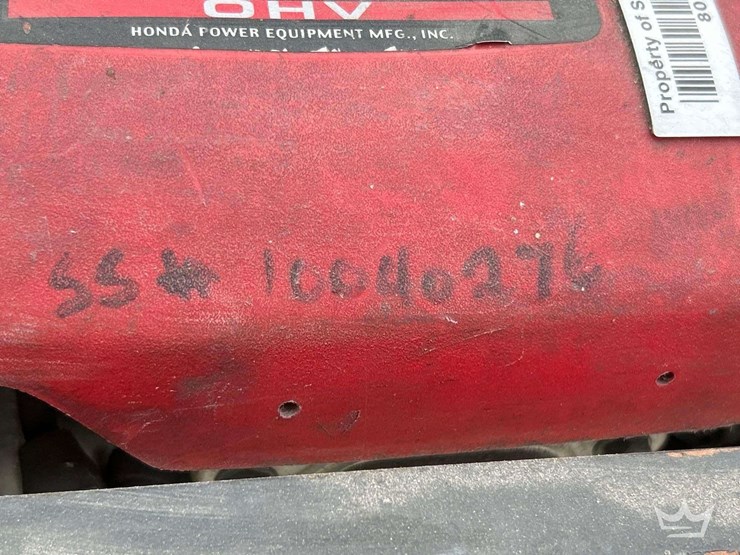 OHV
HONDA POWER EQUIPMENT MFG., INC.
Property of S
80
SS# 10040276